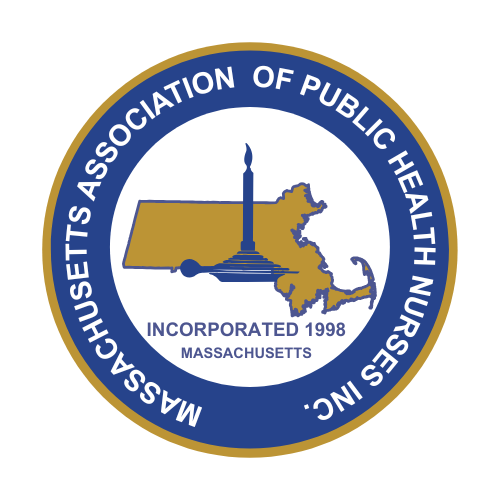 MASSACHUSETTS ASSOCIATION OF PUBLIC HEALTH NURSES INC.
INCORPORATED 1998
MASSACHUSETTS